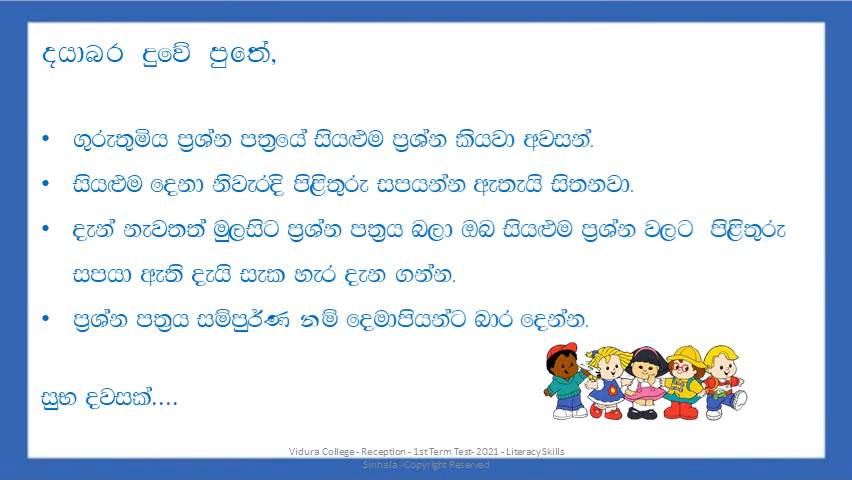 දයාබර දුවේ පුතේ,
• ගුරුතුමිය ප්‍රශ්න පත්‍රයේ සියළුම ප්‍රශ්න කියවා අවසන්.
• සියළුම දෙනා නිවැරදි පිළිතුරු සපයන්න ඇතැයි සිතනවා.
• දැන් නැවතත් මුලසිට ප්‍රශ්න පත්‍රය බලා ඔබ සියළුම ප්‍රශ්න වලට පිළිතුරු
සපයා ඇති දැයි සැක හැර දැන ගන්න.
• ප්‍රශ්න පත්‍රය සම්පුර්ණ නම් දෙමාපියන්ට බාර දෙන්න.
සුභ දවසක්....
Vidura College - Reception - 1st Term Test- 2021 - Literacy Skills
Sinhala - Copyright Reserved